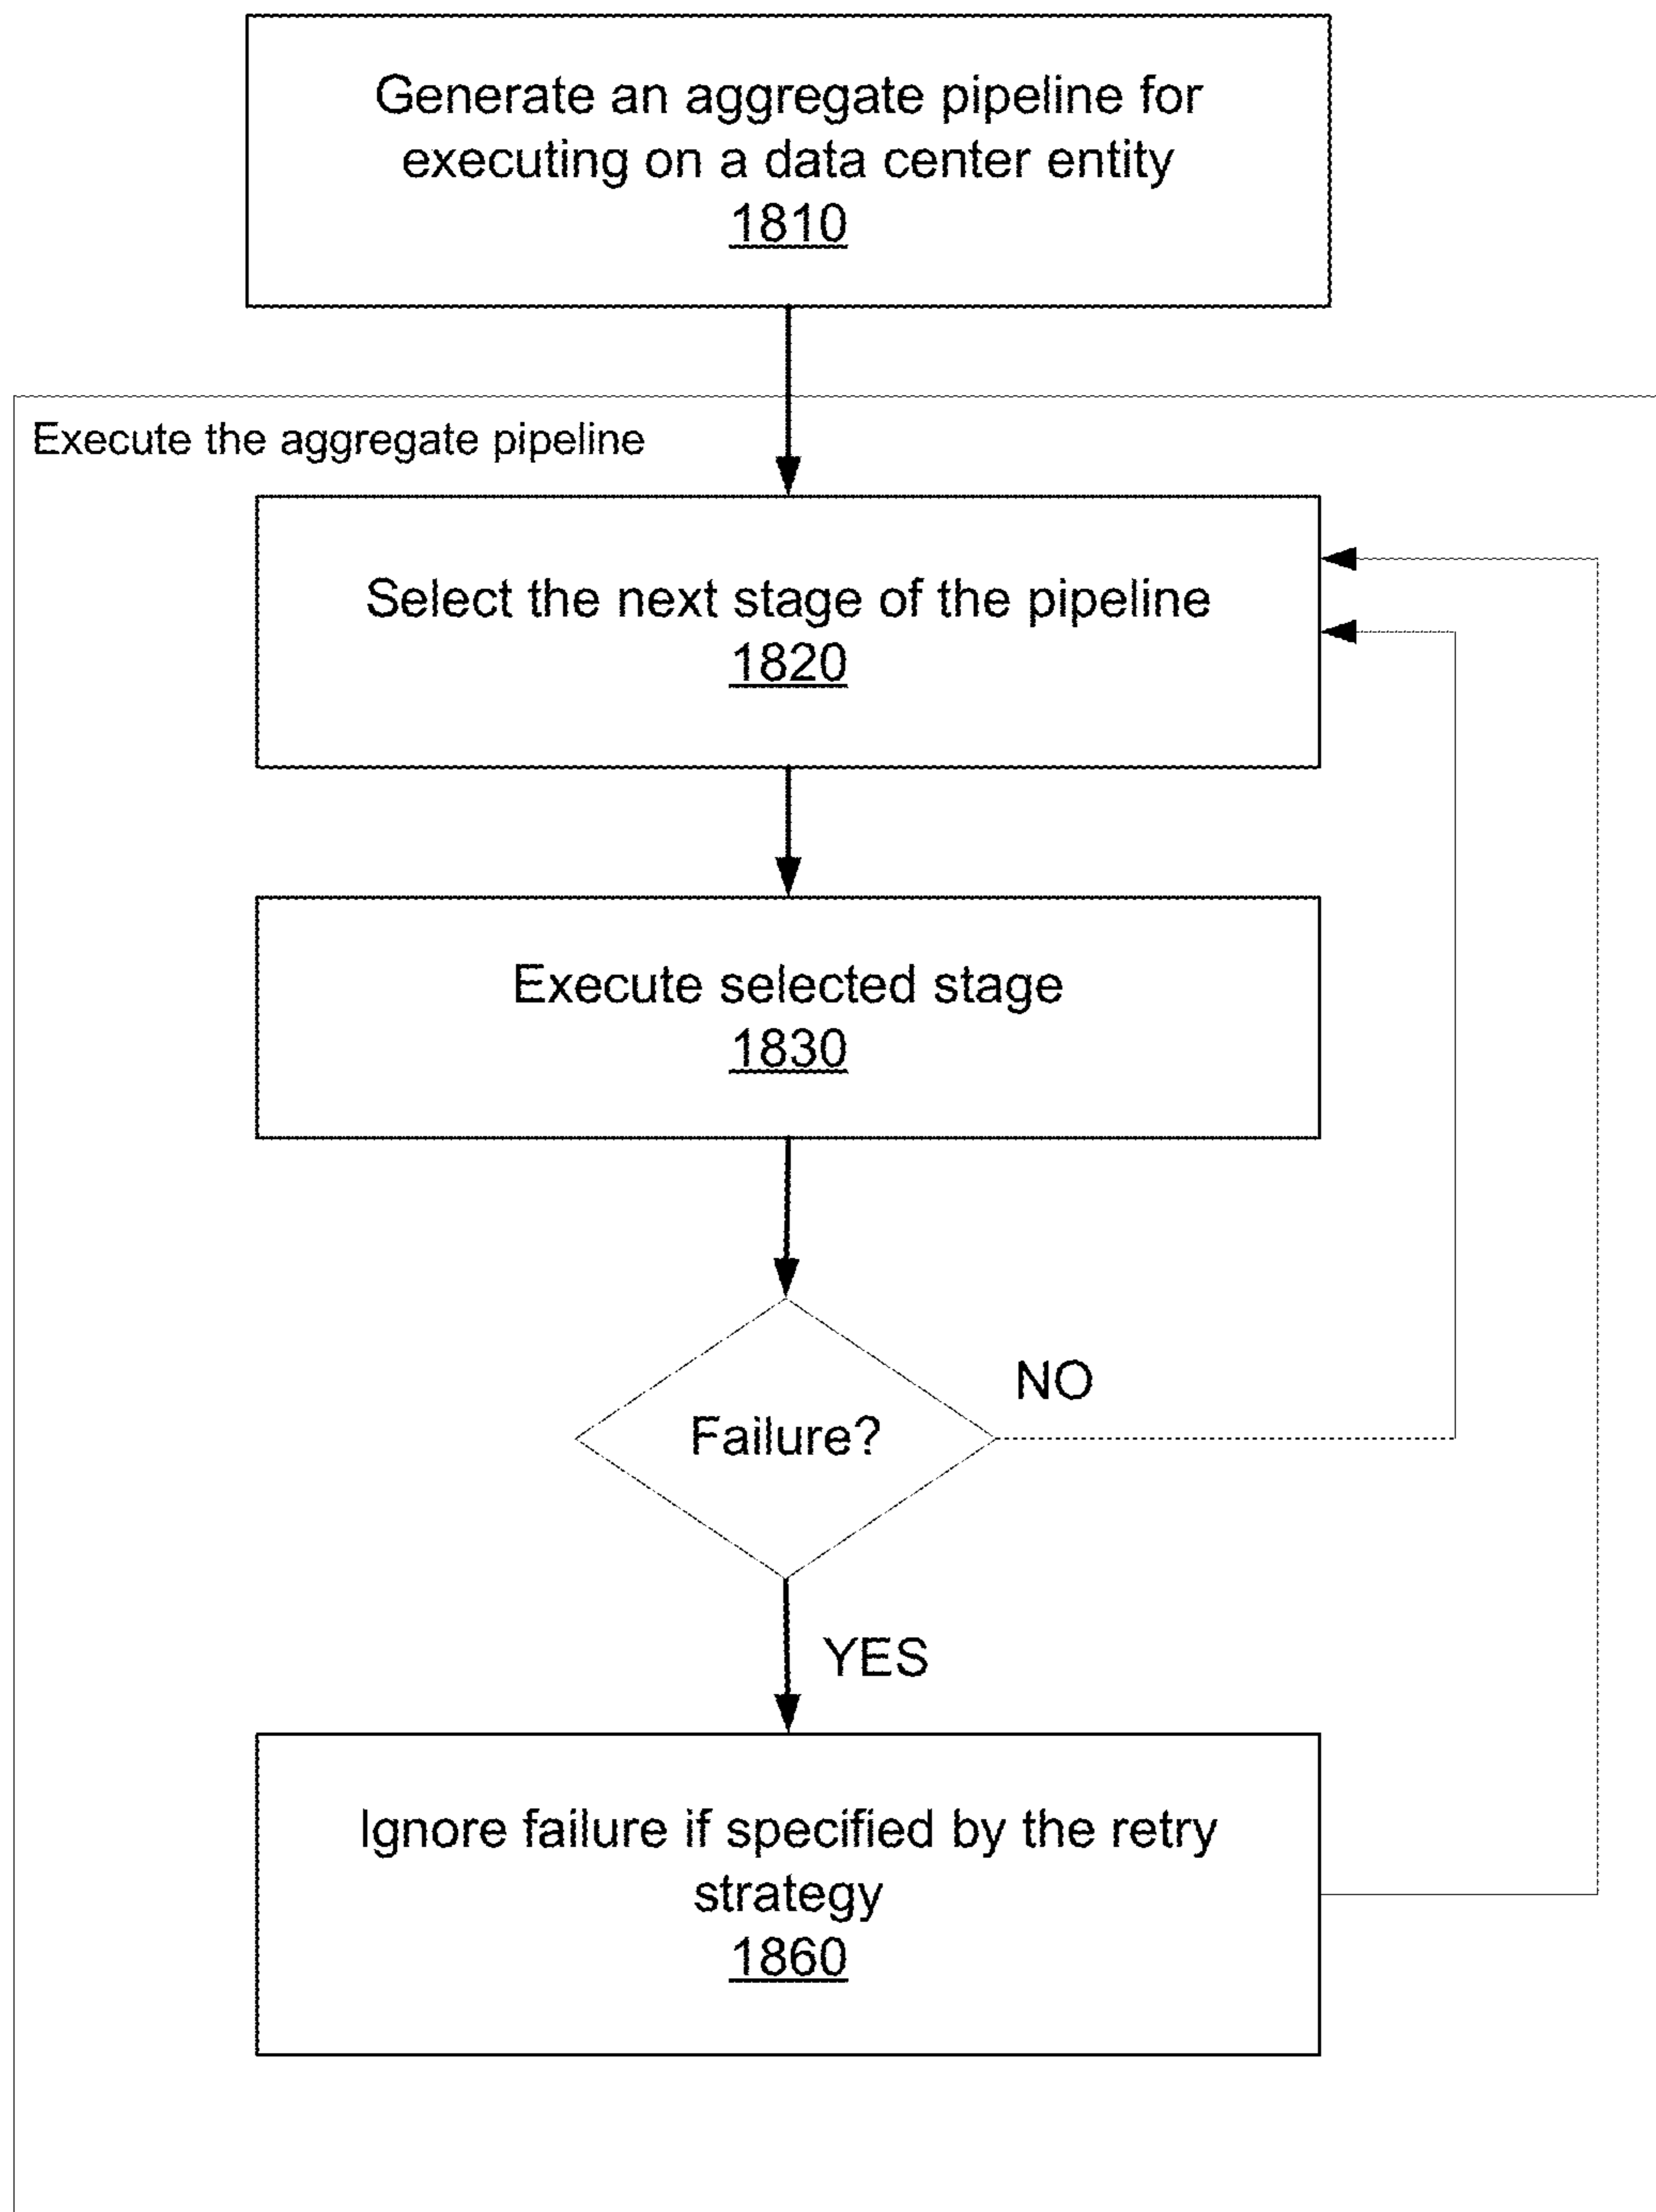 Generate an aggregate pipeline for
executing on a data center entity
1810
Execute the aggregate pipeline
Select the next stage of the pipeline
1820
Execute selected stage
1830
Failure?
NO
YES
Ignore failure if specified by the retry
strategy
1860